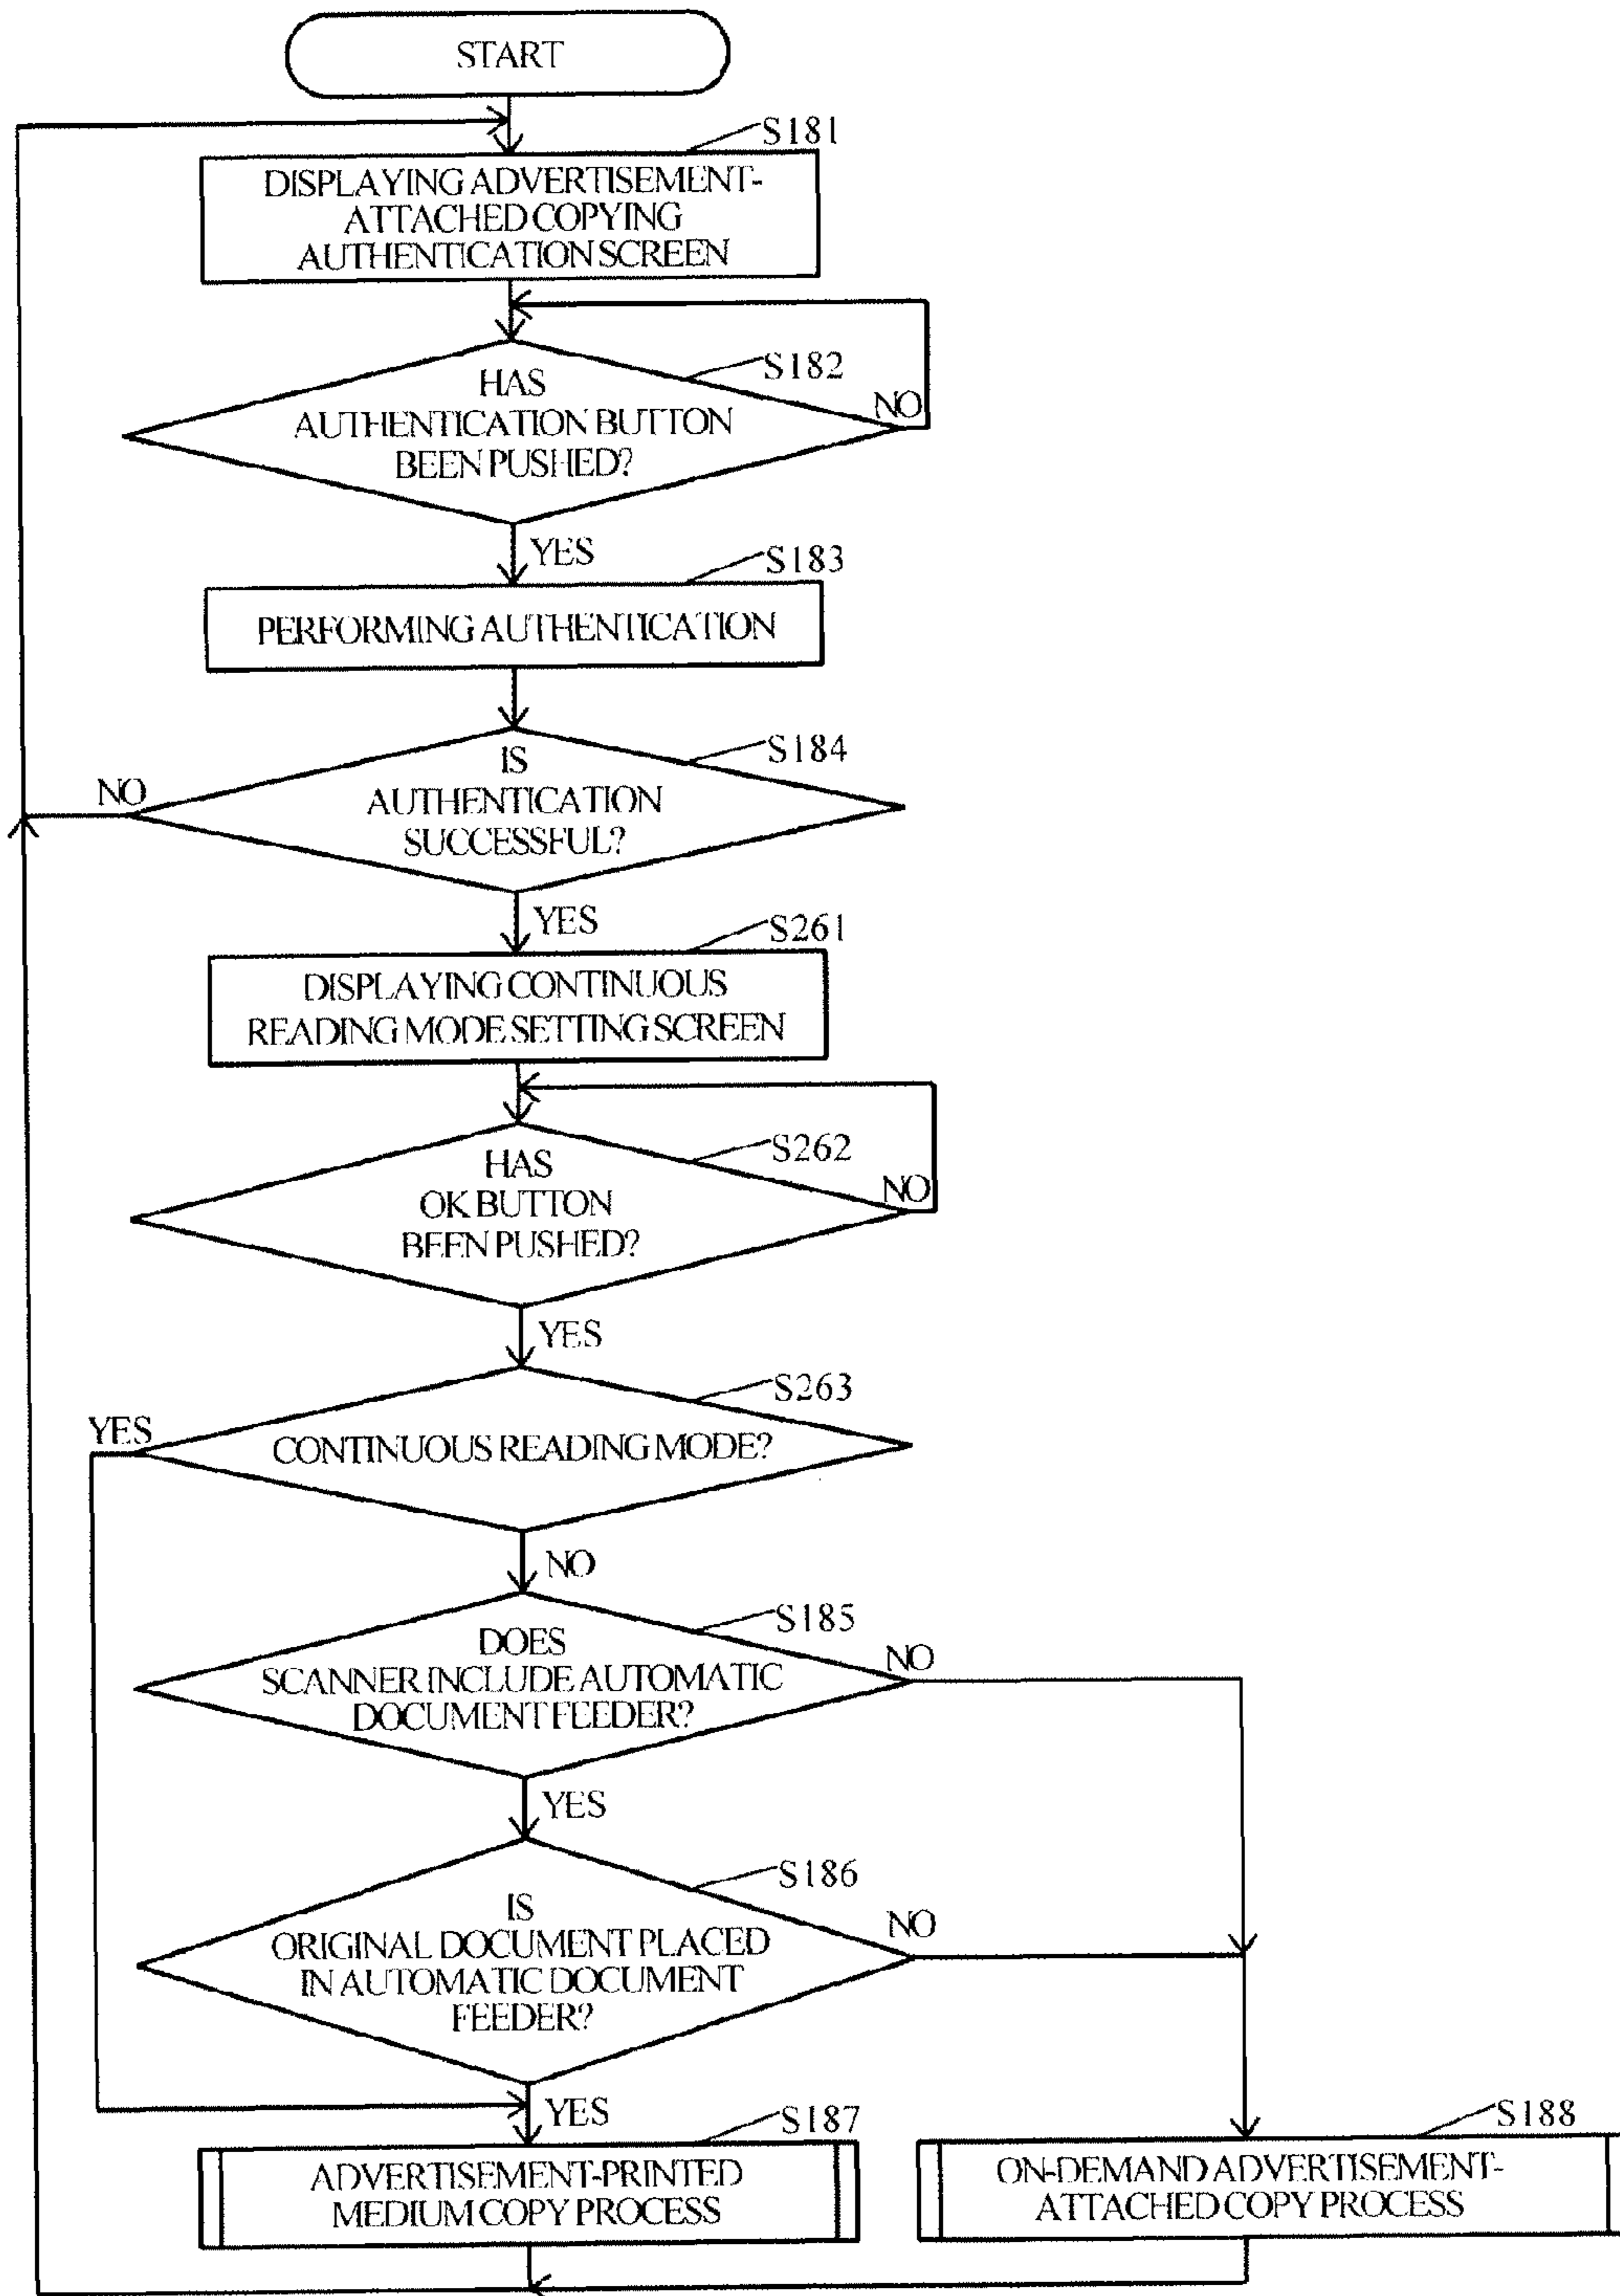 START
S181
DISPLAYING ADVERTISEMENT-
ATTACHED COPYING
AUTHENTICATION SCREEN
S182
HAS
AUTHENTICATION BUTTON
BEEN PUSHED?
NO
YES
S183
PERFORMING AUTHENTICATION
S184
IS
AUTHENTICATION
SUCCESSFUL?
NO
YES
S261
DISPLAYING CONTINUOUS
READING MODE SETTING SCREEN
S262
HAS
OK BUTTON
BEEN PUSHED?
NO
YES
S263
CONTINUOUS READING MODE?
YES
NO
S185
DOES
SCANNER INCLUDE AUTOMATIC
DOCUMENT FEEDER?
NO
YES
S186
IS
ORIGINAL DOCUMENT PLACED
IN AUTOMATIC DOCUMENT
FEEDER?
NO
YES
S187
ADVERTISEMENT-PRINTED
MEDIUM COPY PROCESS
S188
ON-DEMAND ADVERTISEMENT-
ATTACHED COPY PROCESS